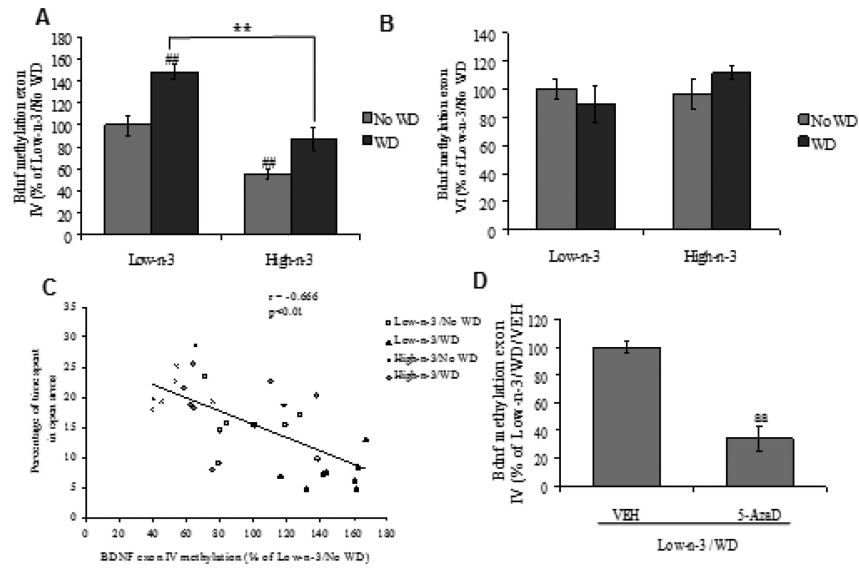 A
Bdnf methylation exon
IV (% of Low-n-3/No WD
180
160
140
120
100
80
60
40
20
0
##
**
##
Low-n-3
High-n-3
No WD
WD
B
Bdnf methylation exon
VI (% of Low-n-3/No WD
140
120
100
80
60
40
20
0
Low-n-3
High-n-3
No WD
WD
C
r = -0.666
p<0.01
Percentage of time spent
in open arms
35
30
25
20
15
10
5
0
40
60
80
100
120
140
160
180
BDNF exon IV methylation (% of Low-n-3/No WD)
Low-n-3/No WD
Low-n-3/WD
High-n-3/No WD
High-n-3/WD
D
Bdnf methylation exon
IV (% of Low-n-3/WD/VEH
120
100
80
60
40
20
0
VEH
5-AzaD
Low-n-3/WD